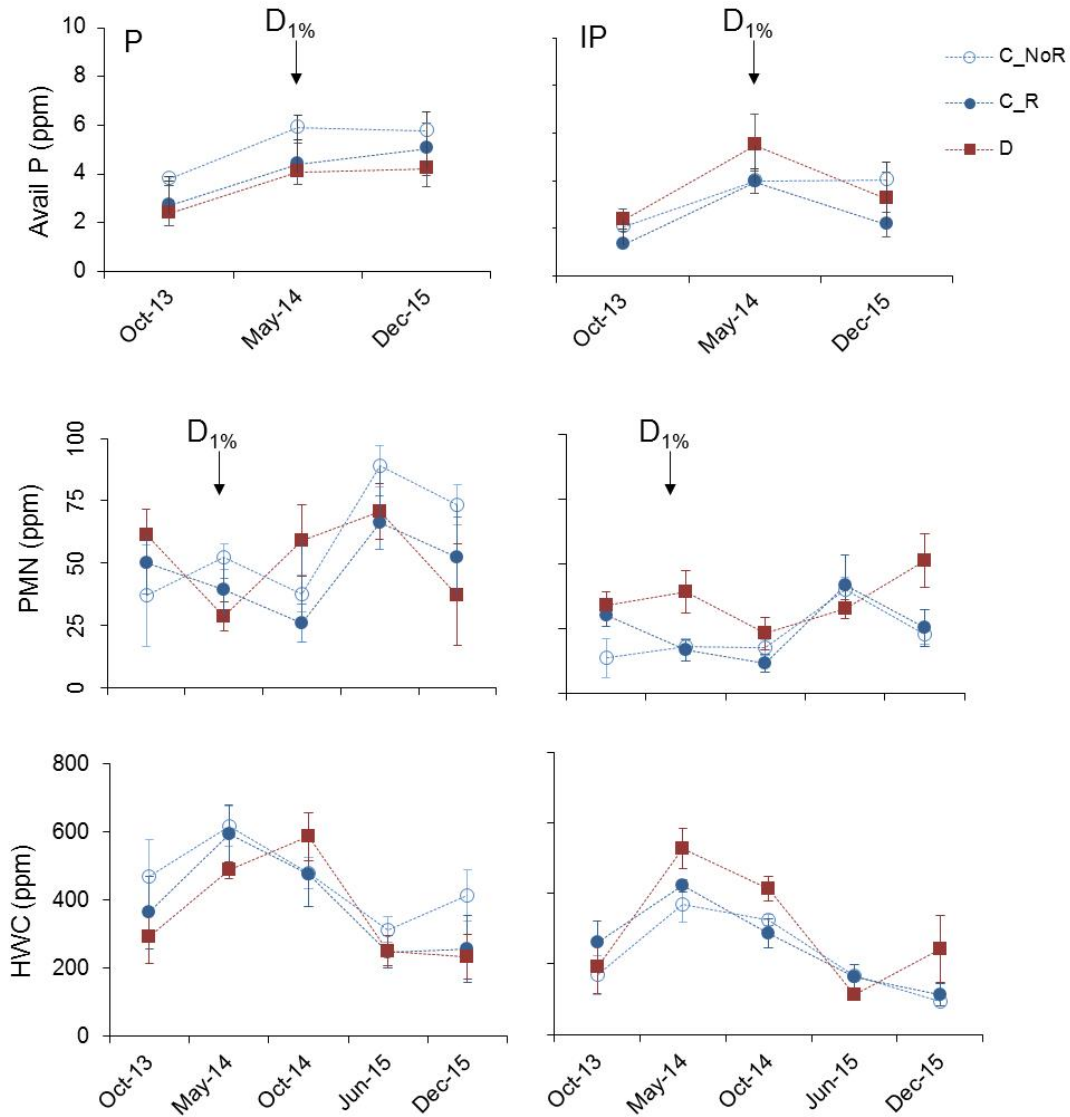 P
D1%
IP
D1%
C_NoR
C_R
D
Avail P (ppm)
10
8
6
4
2
0
Oct-13
May-14
Dec-15
Oct-13
May-14
Dec-15
D1%
D1%
PMN (ppm)
100
75
50
25
0
HWC (ppm)
800
600
400
200
0
Oct-13
May-14
Oct-14
Jun-15
Dec-15
Oct-13
May-14
Oct-14
Jun-15
Dec-15